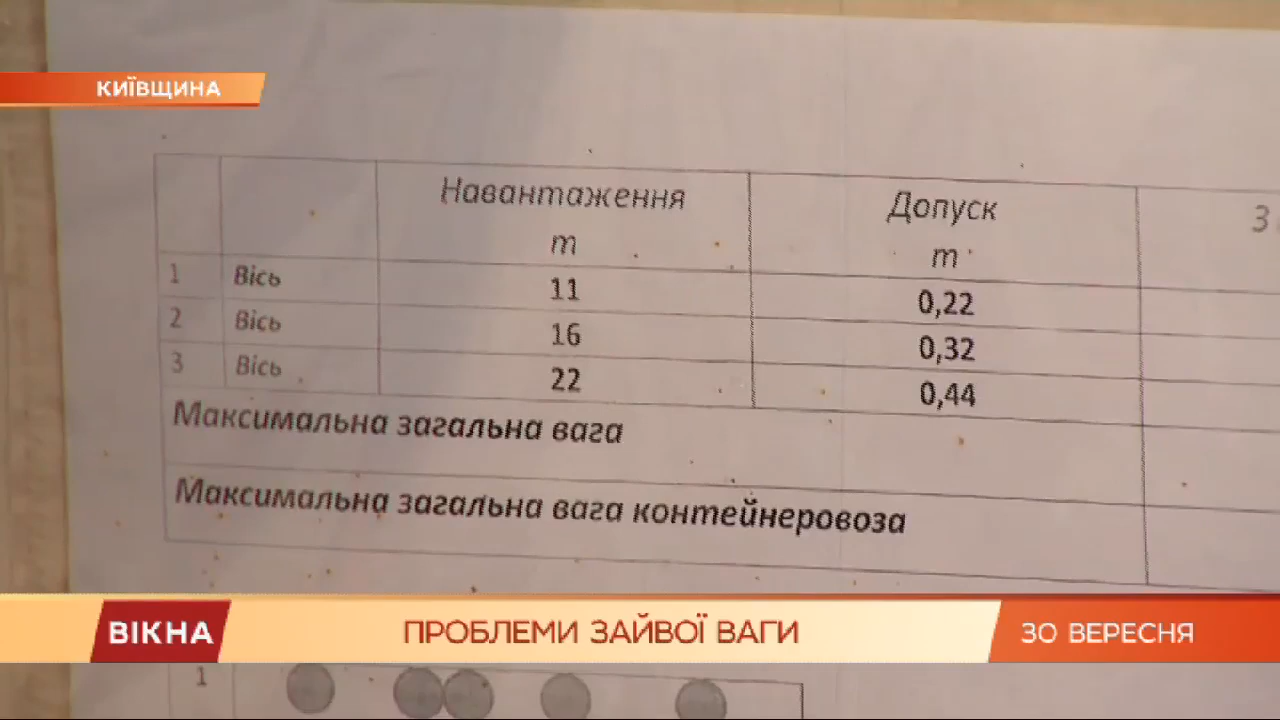 КИЇВЩИНА
Навантаження Допуск З
т т
1 Вісь 11 0,22
2 Вісь 16 0,32
3 Вісь 22 0,44
Максимальна загальна вага
Максимальна загальна вага контейнеровоза
ВІКНА ПРОБЛЕМИ ЗАЙВОЇ ВАГИ 30 ВЕРЕСНЯ
1